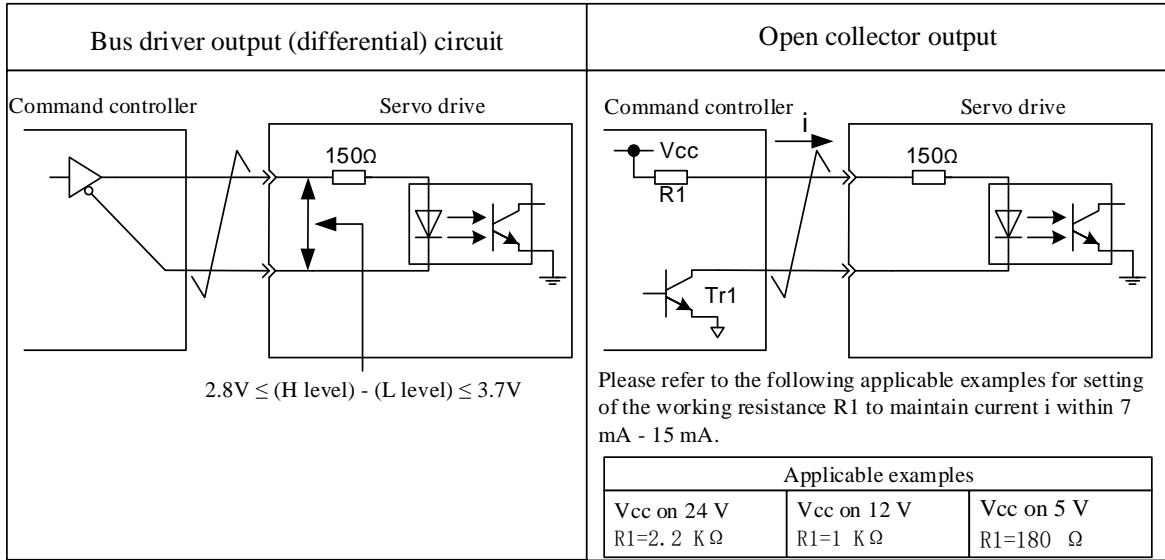 Bus driver output (differential) circuit
Command controller
Servo drive
150Ω
2.8V ≤ (H level) - (L level) ≤ 3.7V
Open collector output
Command controller
Servo drive
i
Vcc
R1
150Ω
Tr1
Please refer to the following applicable examples for setting
of the working resistance R1 to maintain current i within 7
mA - 15 mA.
Applicable examples
Vcc on 24 V
R1=2.2 KΩ
Vcc on 12 V
R1=1 KΩ
Vcc on 5 V
R1=180 Ω